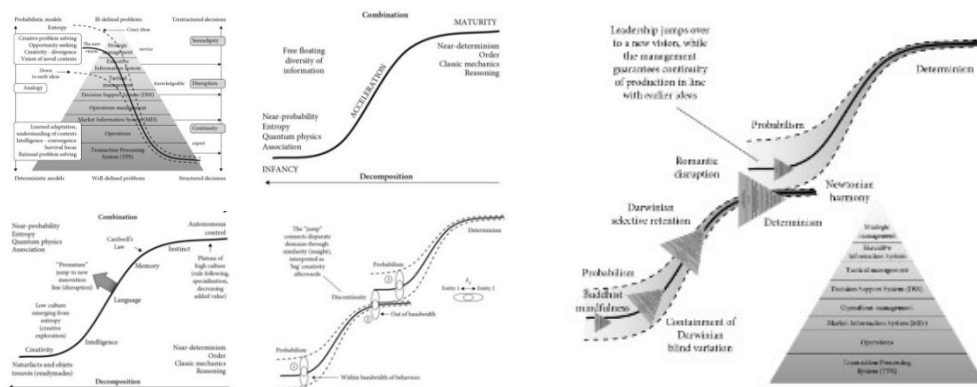 Probabilistic models
Ill-defined problems
Unstructured decisions
Entropy
Crazy ideas
Creative problem solving
Opportunity seeking
Creativity - divergence
Vision of novel contexts
The new
vision
Strategic
management
novice
Serendipity
Executive
Information System
Down
to earth ideas
Tactical
management
knowledgeable
Disruption
Analogy
Decision Support System (DSS)
Operations management
Market Information System (MIS)
Continuity
Learned adaptation,
understanding of contexts
Intelligence - convergence
Survival focus
Rational problem solving
Operations
expert
Transaction Processing
System (TPS)
Deterministic models
Well-defined problems
Structured decisions
Combination
MATURITY
Free floating
diversity of
information
Near-determinism
Order
Classic mechanics
Reasoning
ACCELERATION
Near-probability
Entropy
Quantum physics
Association
INFANCY
Decomposition
Combination
Near-probability
Entropy
Quantum physics
Association
Cardwell's
Law
Autonomous
control
Instinct
"Premature"
jump to new
innovation
line (disruption)
Memory
Plateau of
high culture
(rule following,
specialization,
decreasing
added value)
Language
Low culture
emerging from
entropy
(creative
exploration)
Intelligence
Creativity
Naturfacts and objets
trouvés (readymades)
Near-determinism
Order
Classic mechanics
Reasoning
Decomposition
The "jump"
connects disparate
domains through
similarity (insight),
interpreted as
'big' creativity
afterwards
Determinism
Probabilism
Discontinuity
Entity 1
Entity 2
Out of bandwidth
Probabilism
Within bandwidth of behaviors
Leadership jumps over
to a new vision, while
the management
guarantees continuity
of production in line
with earlier ideas
Determinism
Probabilism
Romantic
disruption
Newtonian
harmony
Darwinian
selective retention
Determinism
Probabilism
Buddhist
mindfulness
Containment of
Darwinian
blind variation
Strategic
management
Executive
Information System
Tactical management
Decision Support System (DSS)
Operations management
Market Information System (MIS)
Operations
Transaction Processing
System (TPS)